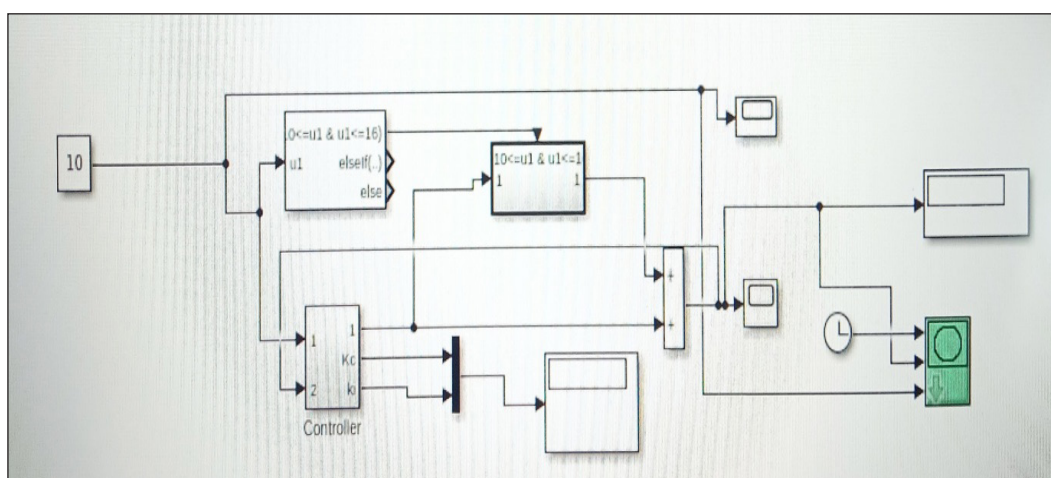 10
.0<=u1 & u1<=16)
u1
elseif(..)
else
10<=u1 & u1<=1
1
1
+
+
1
2
1
Kc
ki
Controller